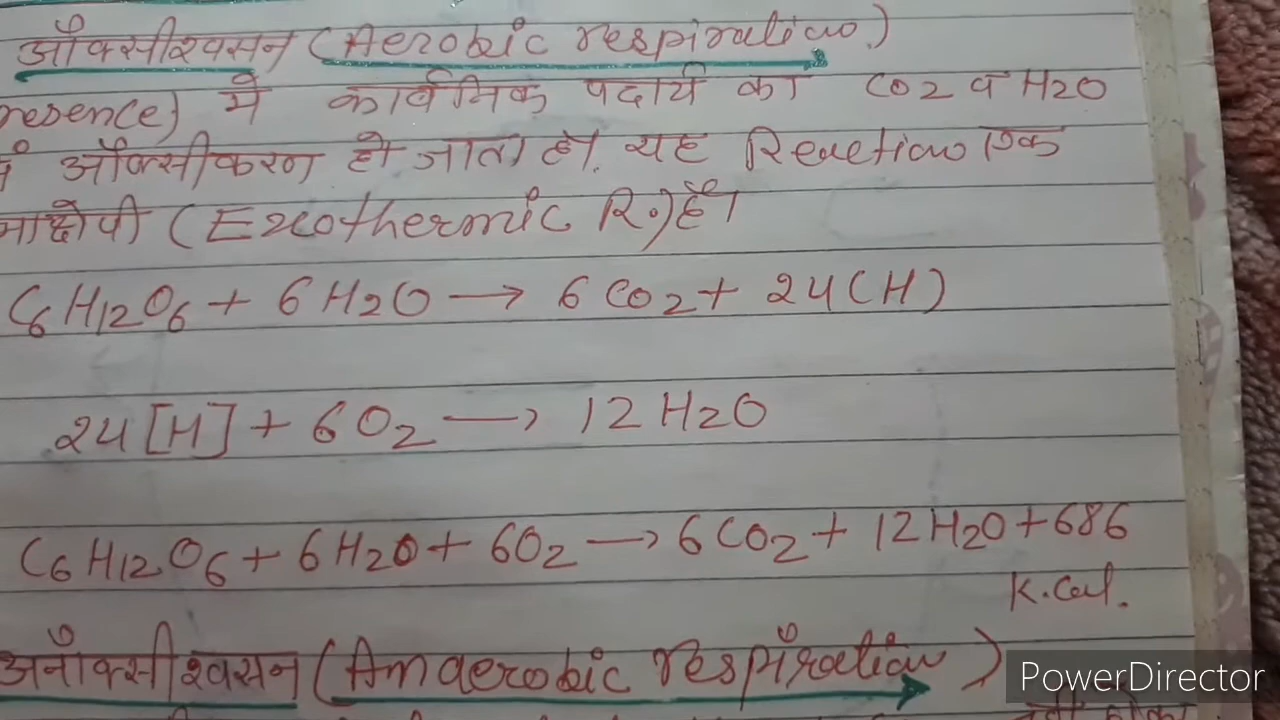 ऑक्सीश्वसन (Aerobic respiration)
resence) मे कार्बनिक पदार्थ का CO2 व H2O
ऑक्सीकरण हो जाता है. यह Reaction एक
(Exothermic R.) है।
C6H12O6 + 6H2O → 6CO2 + 24(H)
24[H] + 6O2 → 12H2O
C6H12O6 + 6H2O + 6O2 → 6CO2 + 12H2O + 686
K.Cal.
अनॉक्सीश्वसन (Anaerobic respiration)
PowerDirector